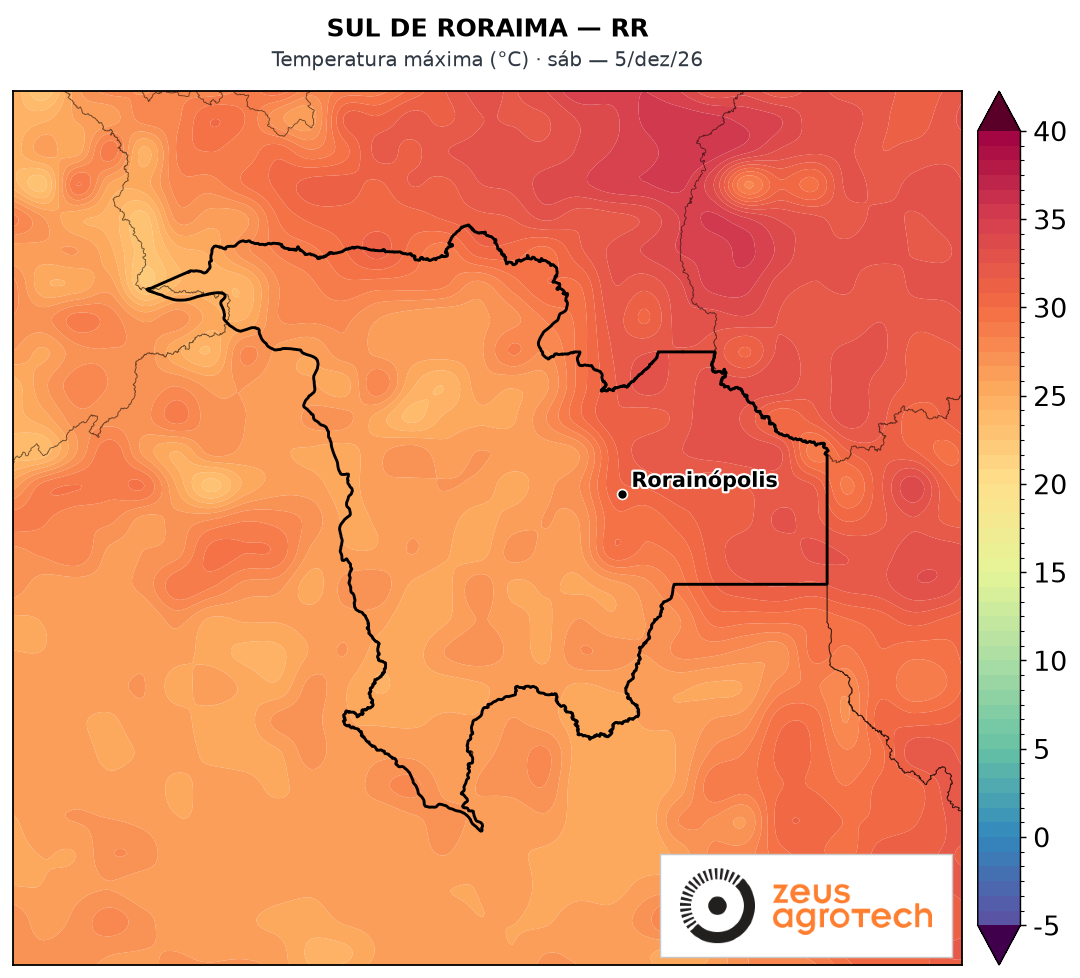 SUL DE RORAIMA — RR
Temperatura máxima (°C) · sáb — 5/dez/26
40
35
30
25
20
15
10
5
0
-5
Rorainópolis
zeus
agrotech